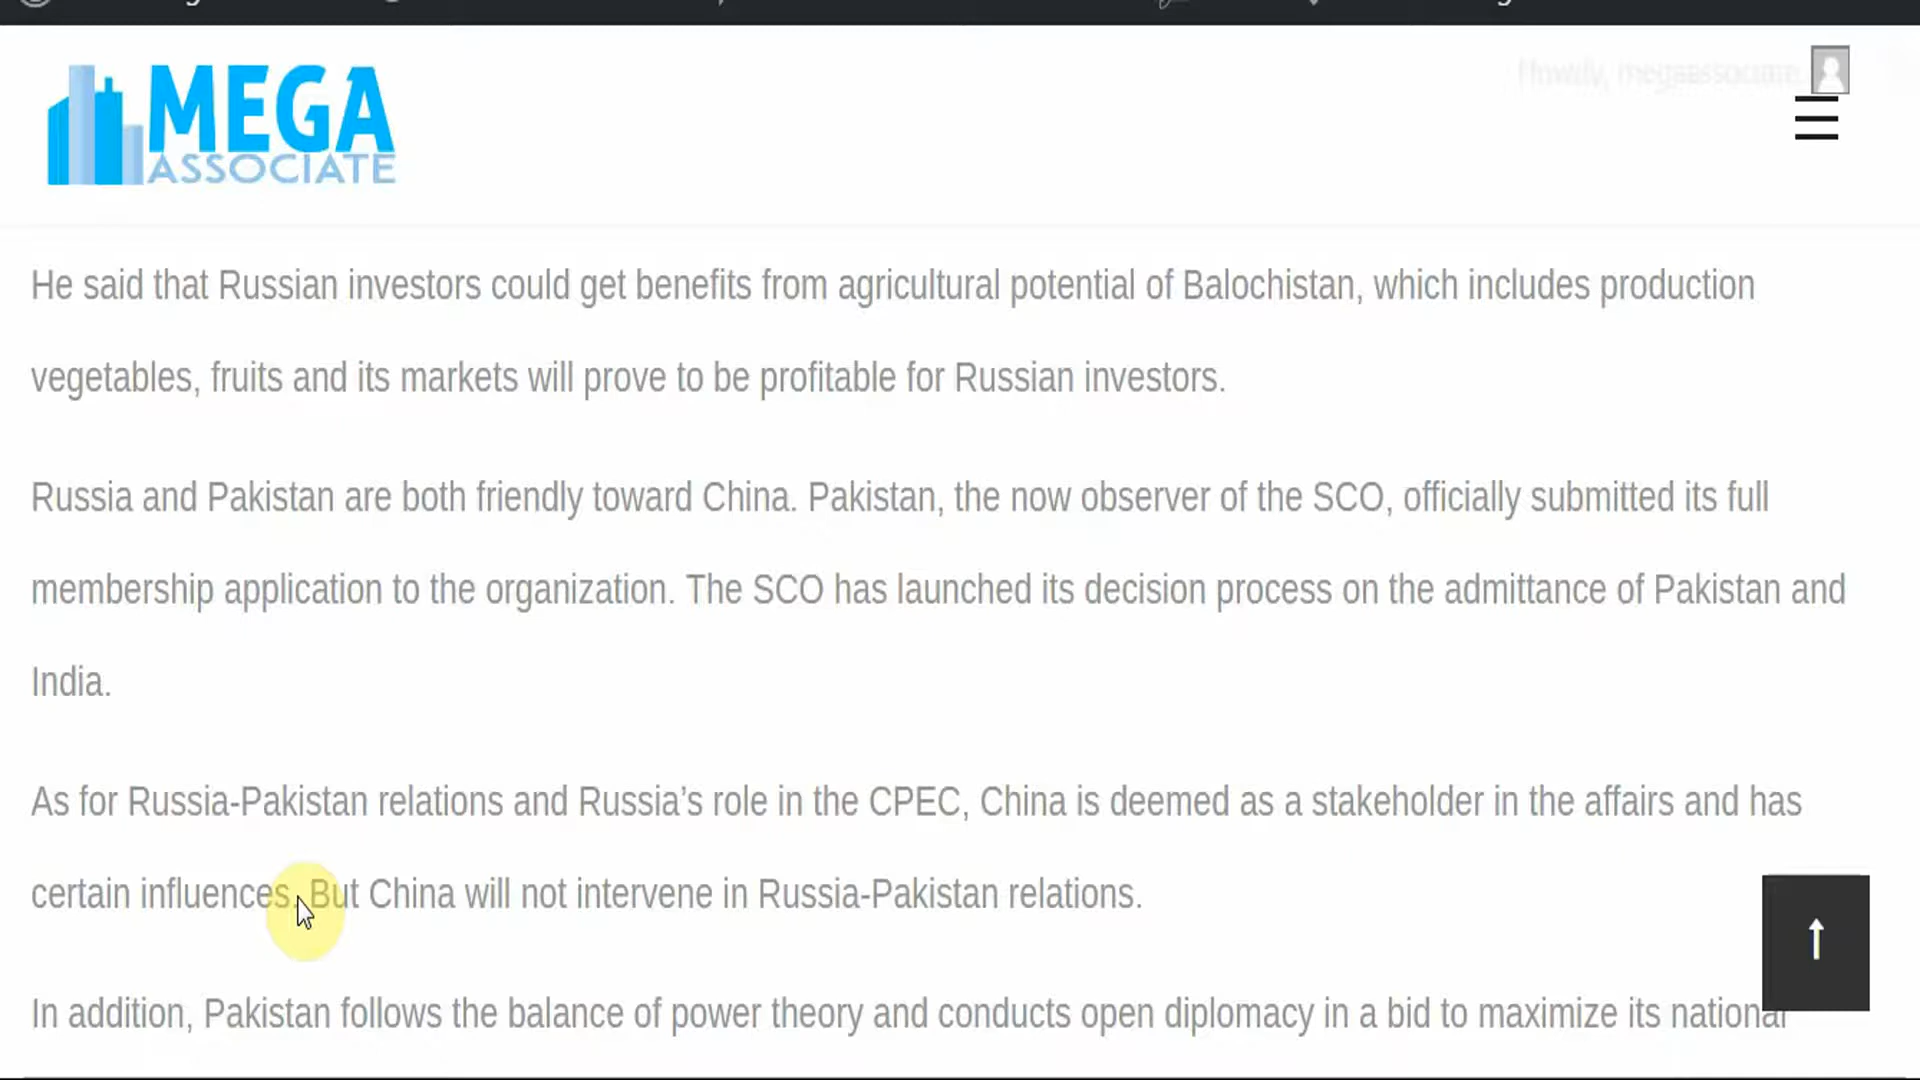 MEGA
ASSOCIATE
Howdy, megaassociate
He said that Russian investors could get benefits from agricultural potential of Balochistan, which includes production
vegetables, fruits and its markets will prove to be profitable for Russian investors.
Russia and Pakistan are both friendly toward China. Pakistan, the now observer of the SCO, officially submitted its full
membership application to the organization. The SCO has launched its decision process on the admittance of Pakistan and
India.
As for Russia-Pakistan relations and Russia’s role in the CPEC, China is deemed as a stakeholder in the affairs and has
certain influences. But China will not intervene in Russia-Pakistan relations.
In addition, Pakistan follows the balance of power theory and conducts open diplomacy in a bid to maximize its national